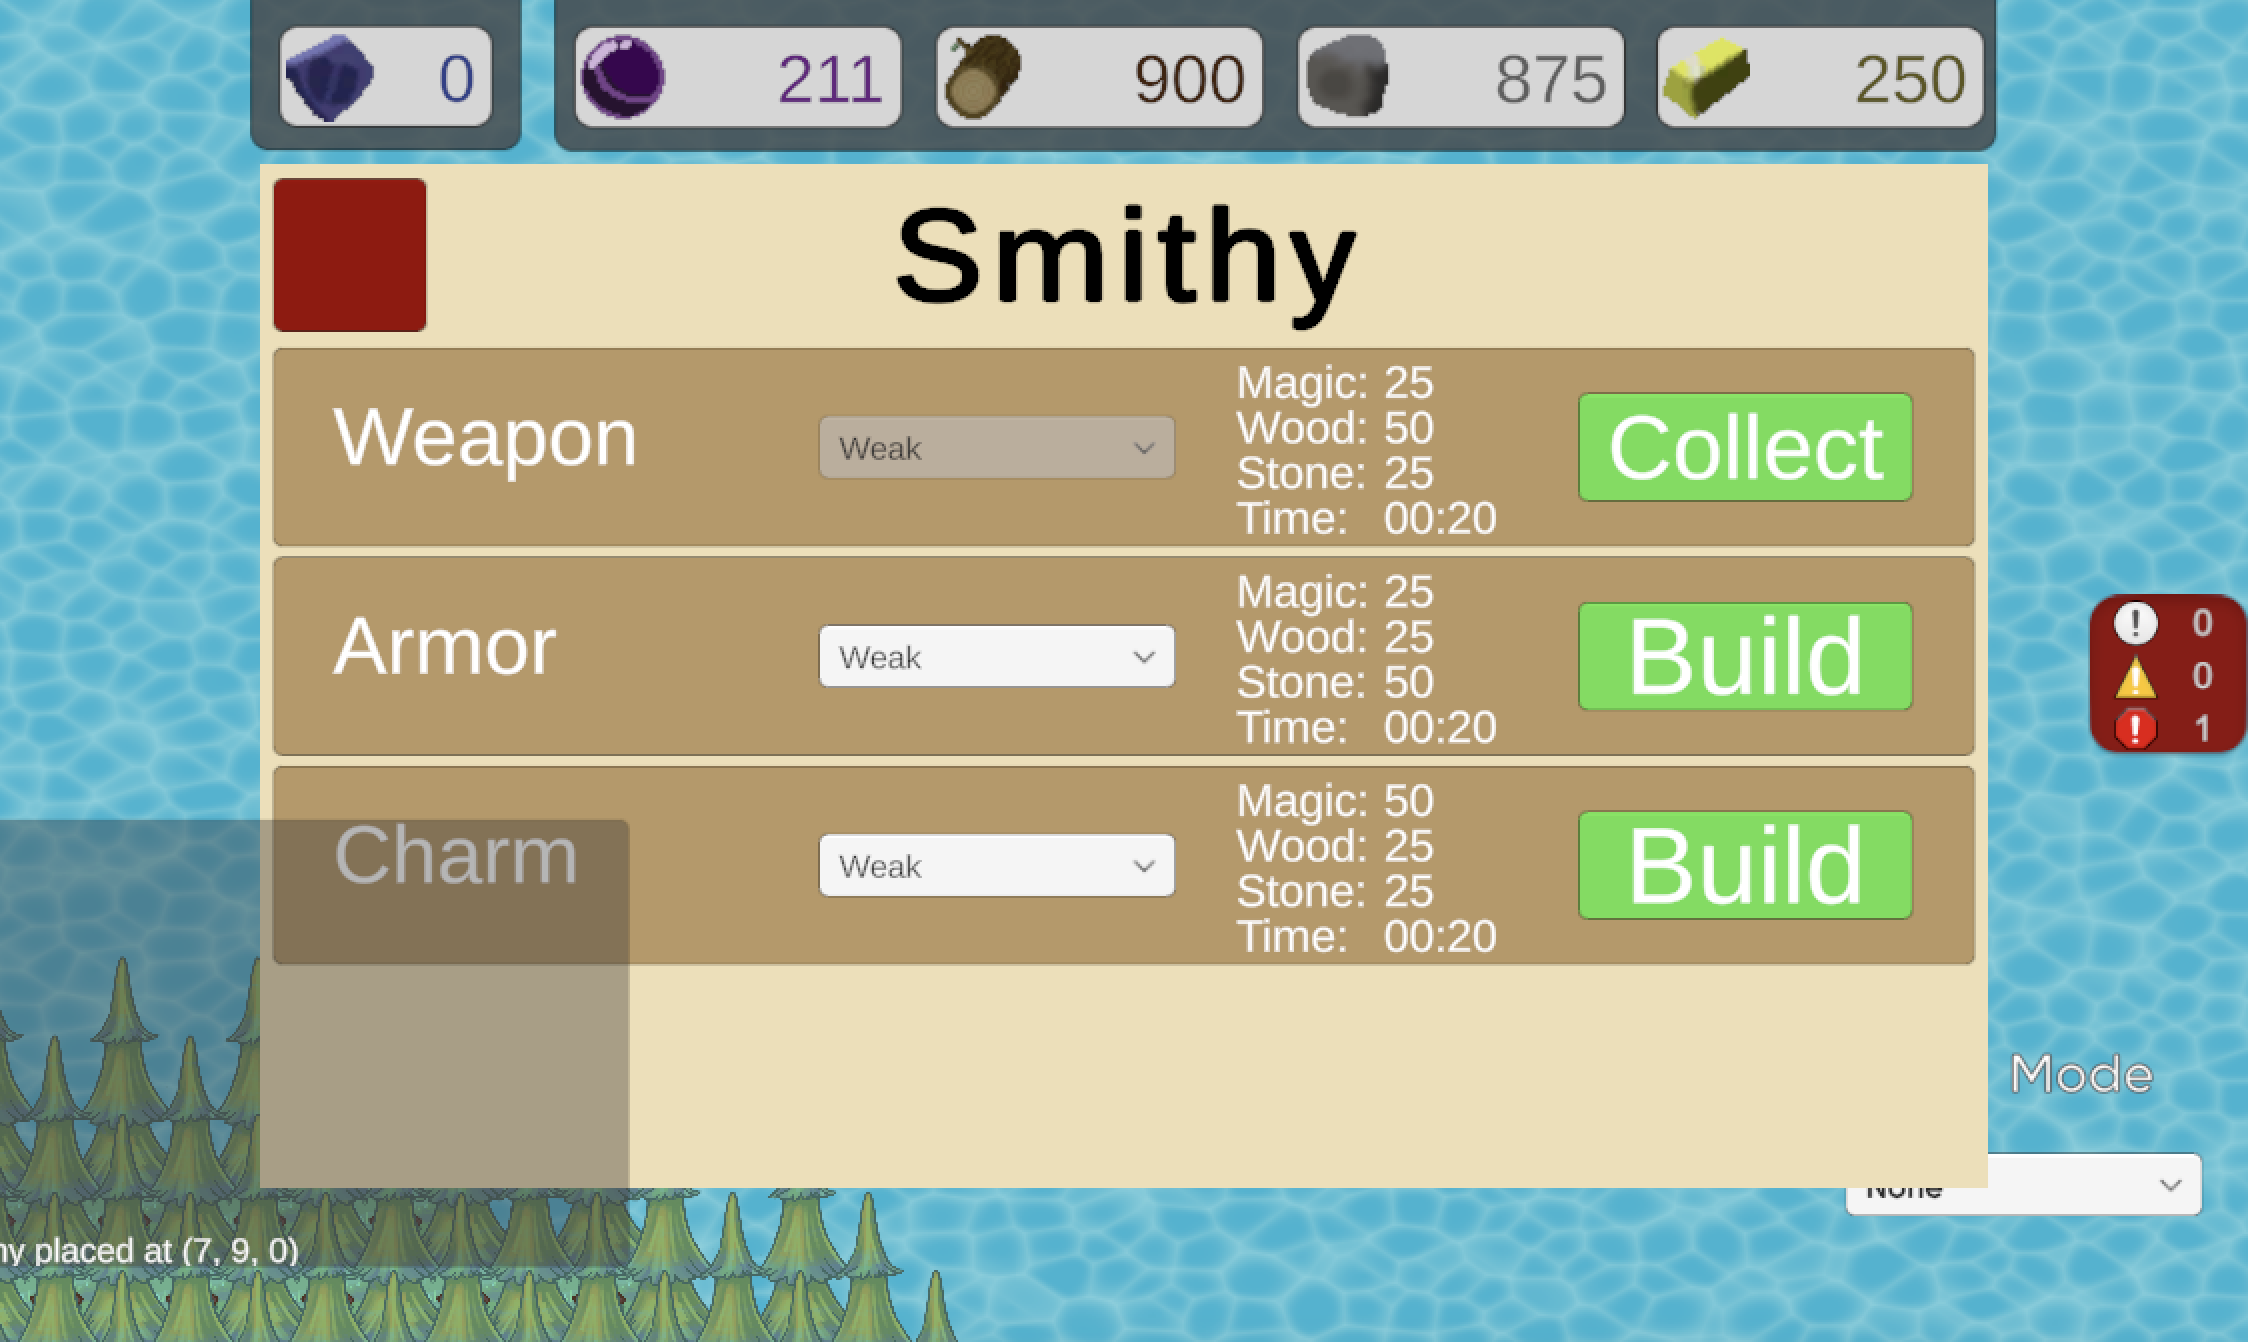 0 211 900 875 250
Smithy
Weapon
Weak
Magic: 25
Wood: 50
Stone: 25
Time: 00:20
Collect
Armor
Weak
Magic: 25
Wood: 25
Stone: 50
Time: 00:20
Build
Charm
Weak
Magic: 50
Wood: 25
Stone: 25
Time: 00:20
Build
0
0
1
Mode
None
placed at (7, 9, 0)